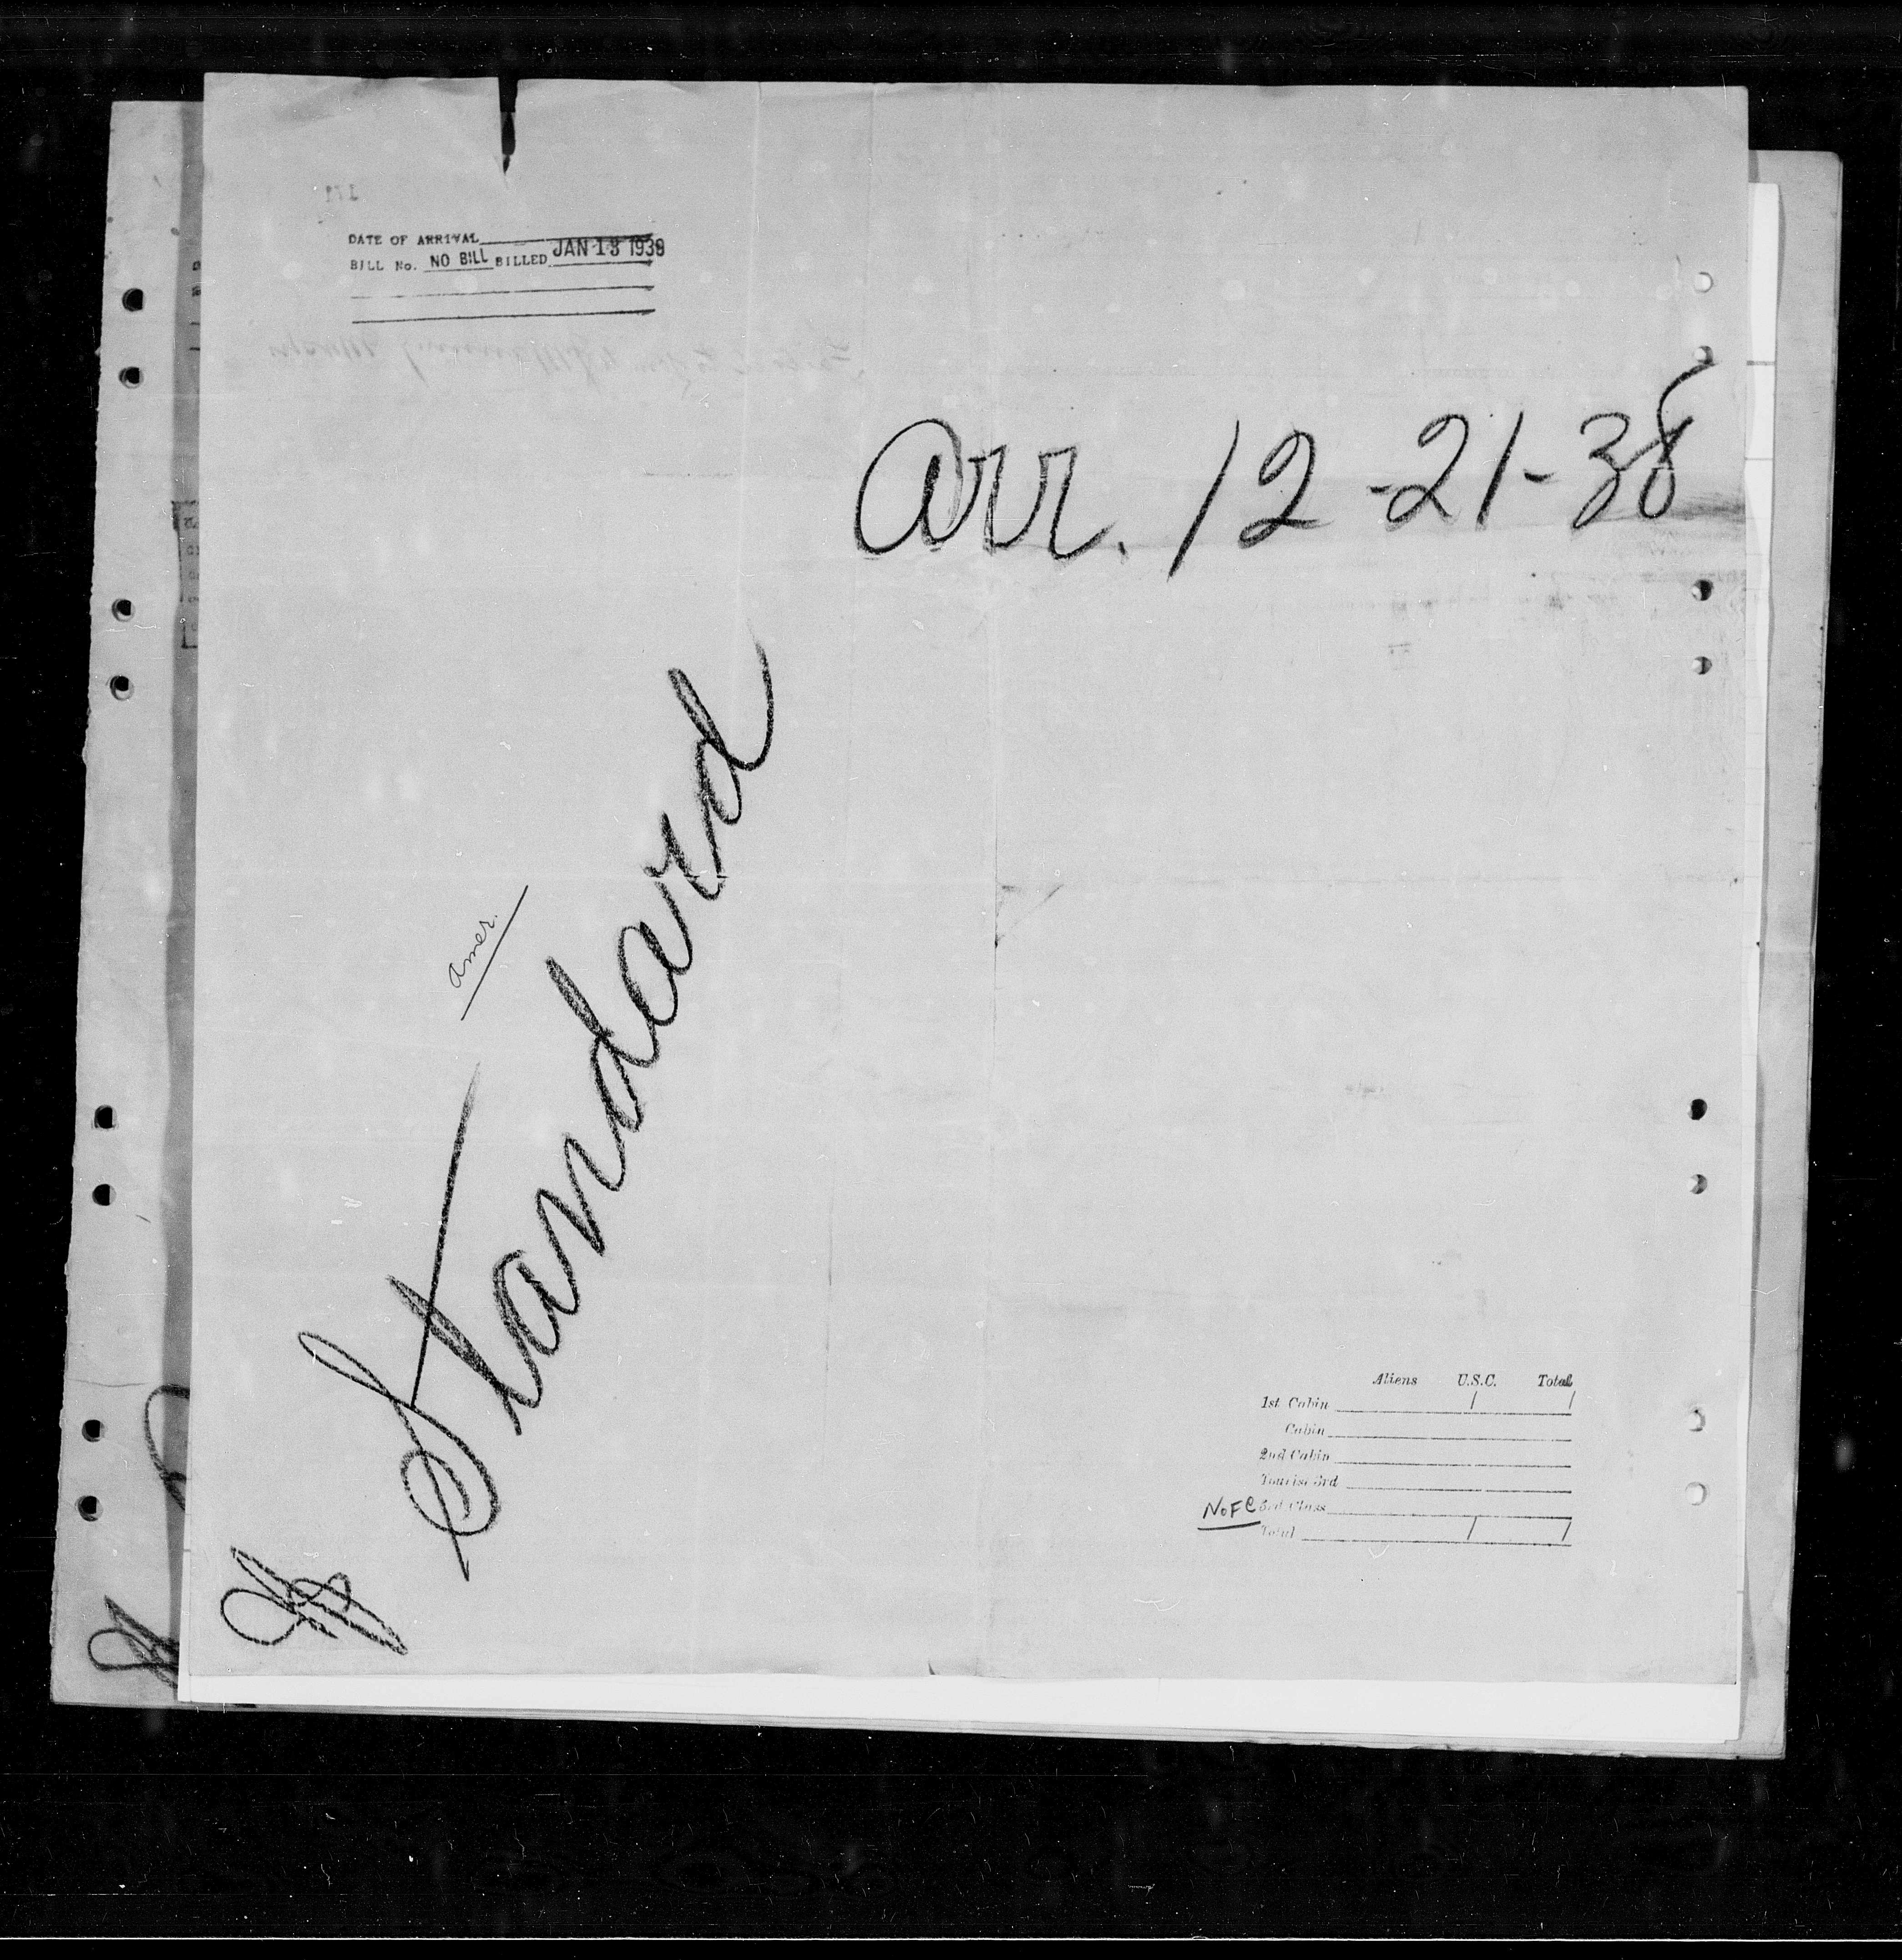 DATE OF ARRIVAL
BILL No. NO BILL BILLED JAN 13 1938
arr. 12-21-38
Amer.
Standard
Aliens U.S.C. Total
1st Cabin / /
Cabin
2nd Cabin
Tourist 3rd
NoFC 3rd Class
Total / /